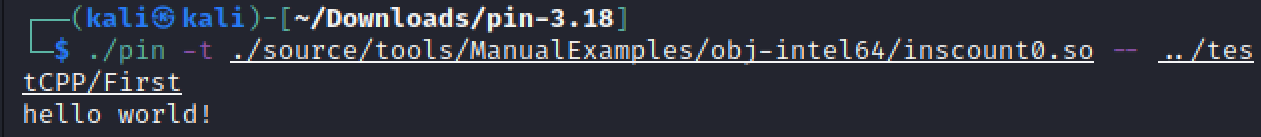 ┌──(kali㉿kali)-[~/Downloads/pin-3.18]
└─$ ./pin -t ./source/tools/ManualExamples/obj-intel64/inscount0.so -- ../tes
tCPP/First
hello world!